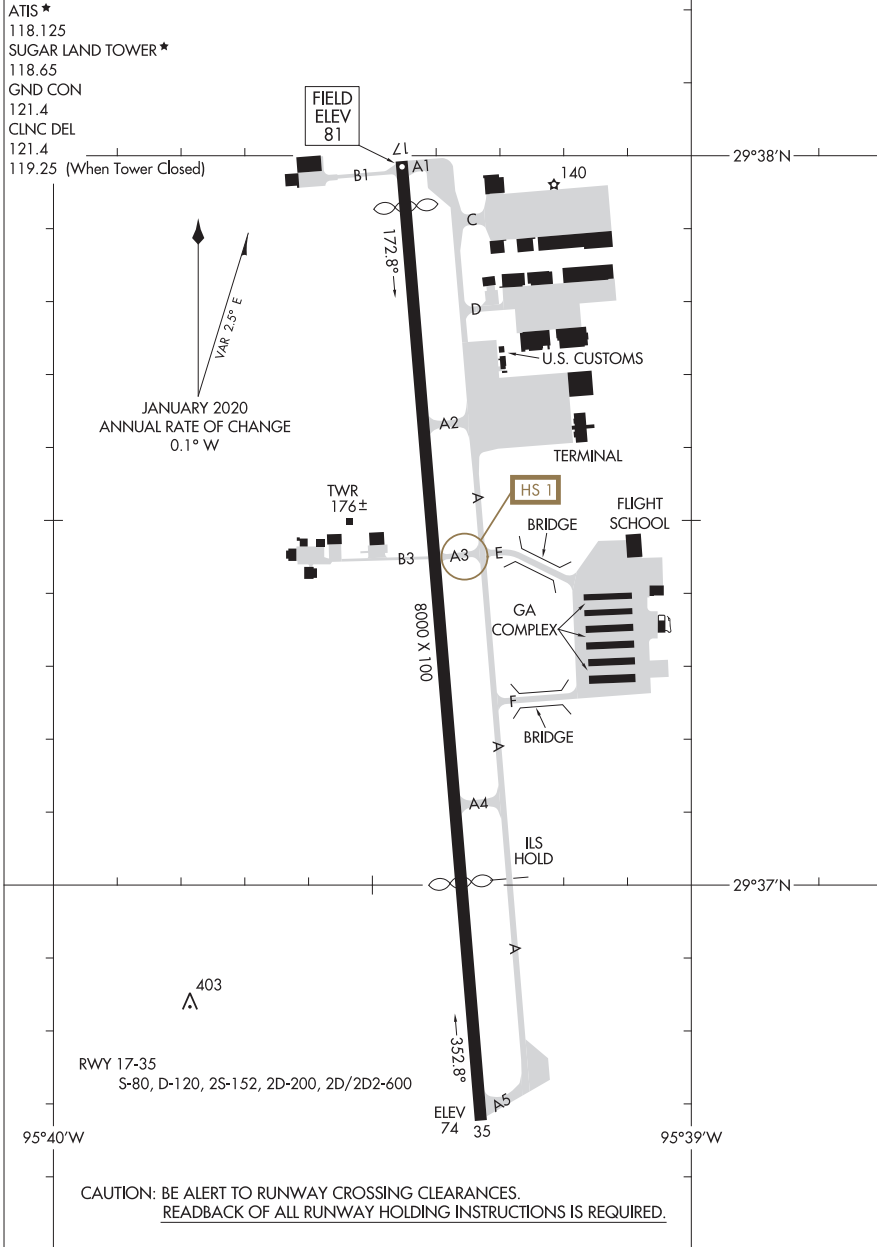 ATIS ★
118.125
SUGAR LAND TOWER ★
118.65
GND CON
121.4
CLNC DEL
121.4
119.25 (When Tower Closed)
FIELD
ELEV
81
17
A1
B1
29°38'N
140
C
172.8°
VAR 2.5° E
D
U.S. CUSTOMS
JANUARY 2020
ANNUAL RATE OF CHANGE
0.1° W
A2
TERMINAL
A
HS 1
TWR
176±
FLIGHT
SCHOOL
BRIDGE
B3
A3
E
8000 X 100
GA
COMPLEX
F
BRIDGE
A
A4
ILS
HOLD
29°37'N
A
403
352.8°
RWY 17-35
S-80, D-120, 2S-152, 2D-200, 2D/2D2-600
A5
ELEV
74
35
95°40'W
95°39'W
CAUTION: BE ALERT TO RUNWAY CROSSING CLEARANCES.
READBACK OF ALL RUNWAY HOLDING INSTRUCTIONS IS REQUIRED.